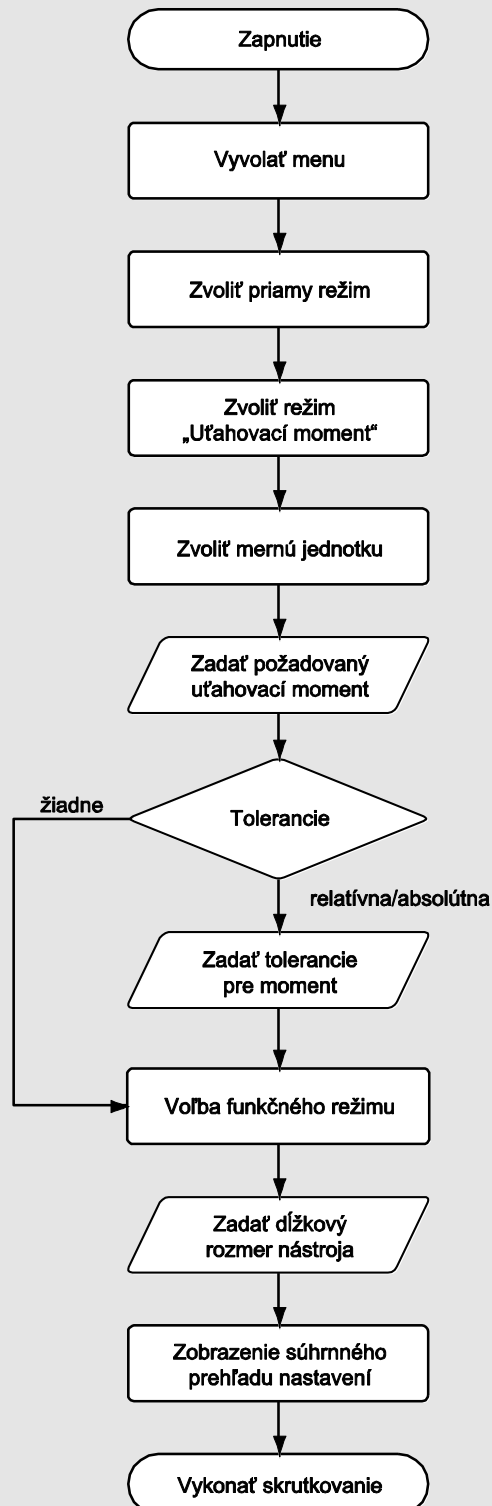 Zapnutie
Vyvolať menu
Zvoliť priamy režim
Zvoliť režim
„Uťahovací moment“
Zvoliť mernú jednotku
Zadať požadovaný
uťahovací moment
žiadne
Tolerancie
relatívna/absolútna
Zadať tolerancie
pre moment
Voľba funkčného režimu
Zadať dĺžkový
rozmer nástroja
Zobrazenie súhrnného
prehľadu nastavení
Vykonať skrutkovanie